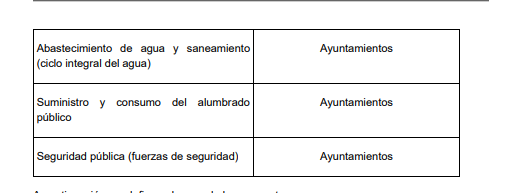 Abastecimiento de agua y saneamiento
(ciclo integral del agua)
Ayuntamientos
Suministro y consumo del alumbrado
público
Ayuntamientos
Seguridad pública (fuerzas de seguridad)
Ayuntamientos